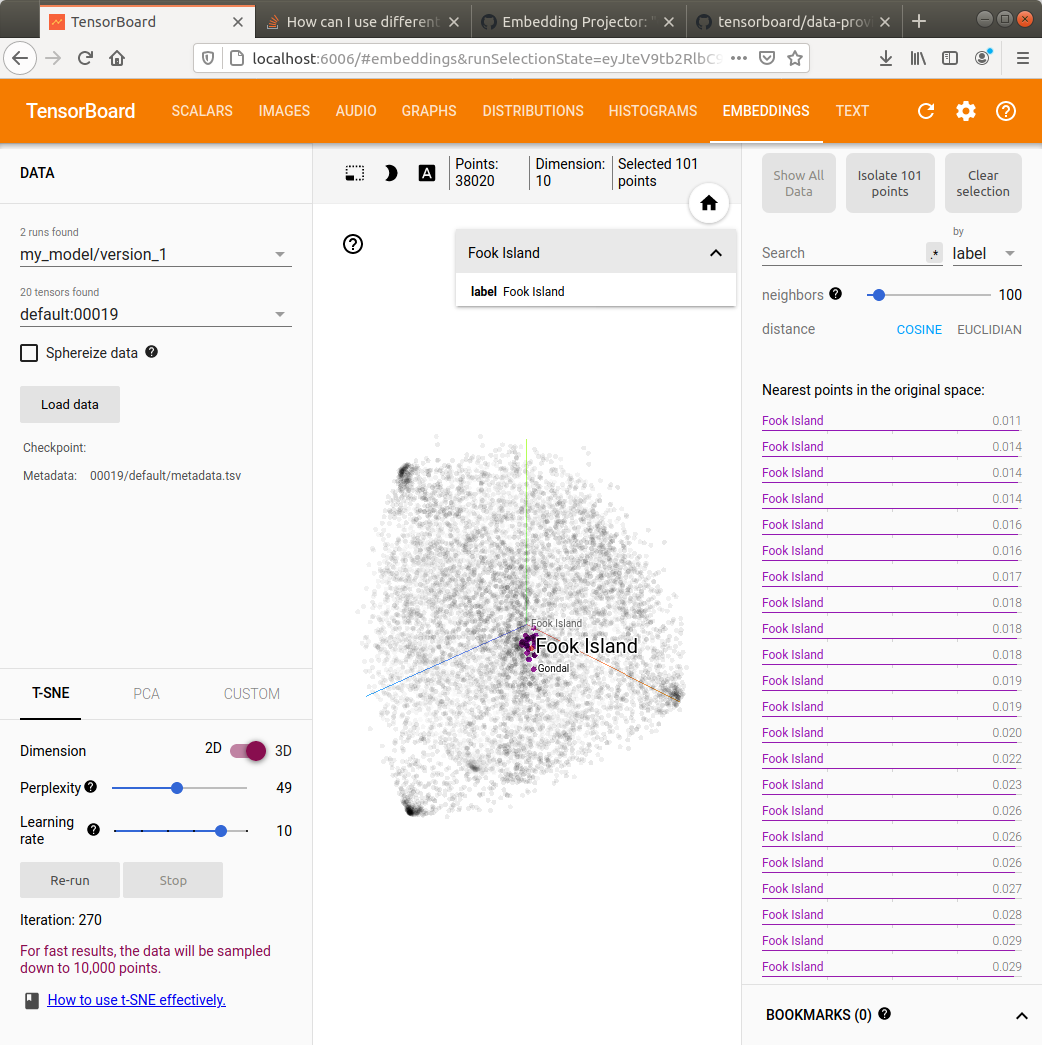 TensorBoard
How can I use different
Embedding Projector: "
tensorboard/data-prov
localhost:6006/#embeddings&runSelectionState=eyJteV9tb2RlbC9
TensorBoard
SCALARS
IMAGES
AUDIO
GRAPHS
DISTRIBUTIONS
HISTOGRAMS
EMBEDDINGS
TEXT
DATA
2 runs found
my_model/version_1
20 tensors found
default:00019
Sphereize data
Load data
Checkpoint:
Metadata: 00019/default/metadata.tsv
T-SNE
PCA
CUSTOM
Dimension
2D
3D
Perplexity
49
Learning
rate
10
Re-run
Stop
Iteration: 270
For fast results, the data will be sampled
down to 10,000 points.
How to use t-SNE effectively.
A
Points:
38020
Dimension:
10
Selected 101
points
Fook Island
label Fook Island
Fook Island
Fook Island
Gondal
Show All
Data
Isolate 101
points
Clear
selection
Search
.*
by
label
neighbors
100
distance
COSINE
EUCLIDIAN
Nearest points in the original space:
Fook Island 0.011
Fook Island 0.014
Fook Island 0.014
Fook Island 0.014
Fook Island 0.016
Fook Island 0.016
Fook Island 0.017
Fook Island 0.018
Fook Island 0.018
Fook Island 0.018
Fook Island 0.019
Fook Island 0.019
Fook Island 0.020
Fook Island 0.022
Fook Island 0.023
Fook Island 0.026
Fook Island 0.026
Fook Island 0.026
Fook Island 0.027
Fook Island 0.028
Fook Island 0.029
Fook Island 0.029
BOOKMARKS (0)